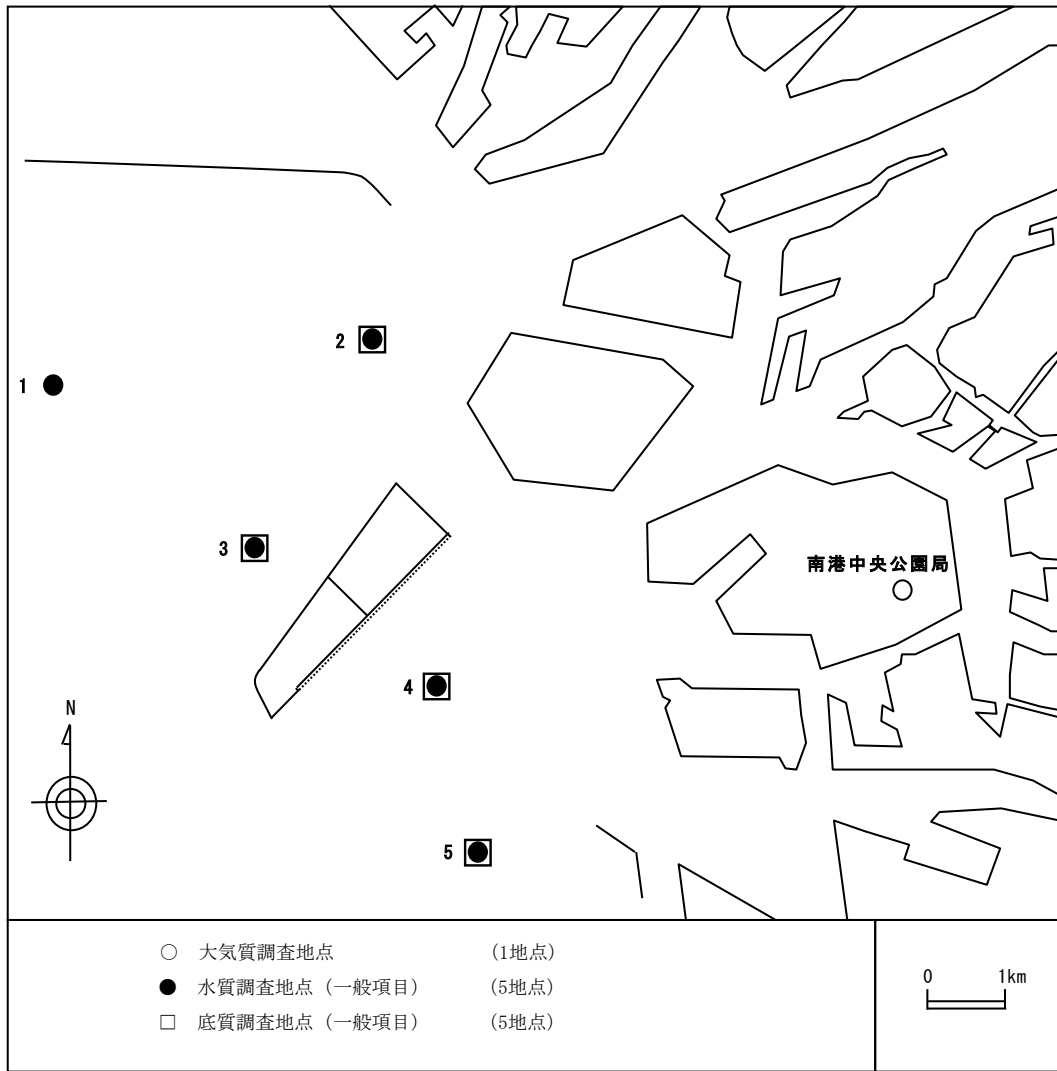 2
1
3
南港中央公園局
4
N
5
○ 大気質調査地点 (1地点)
● 水質調査地点（一般項目） (5地点)
□ 底質調査地点（一般項目） (5地点)
0 1km